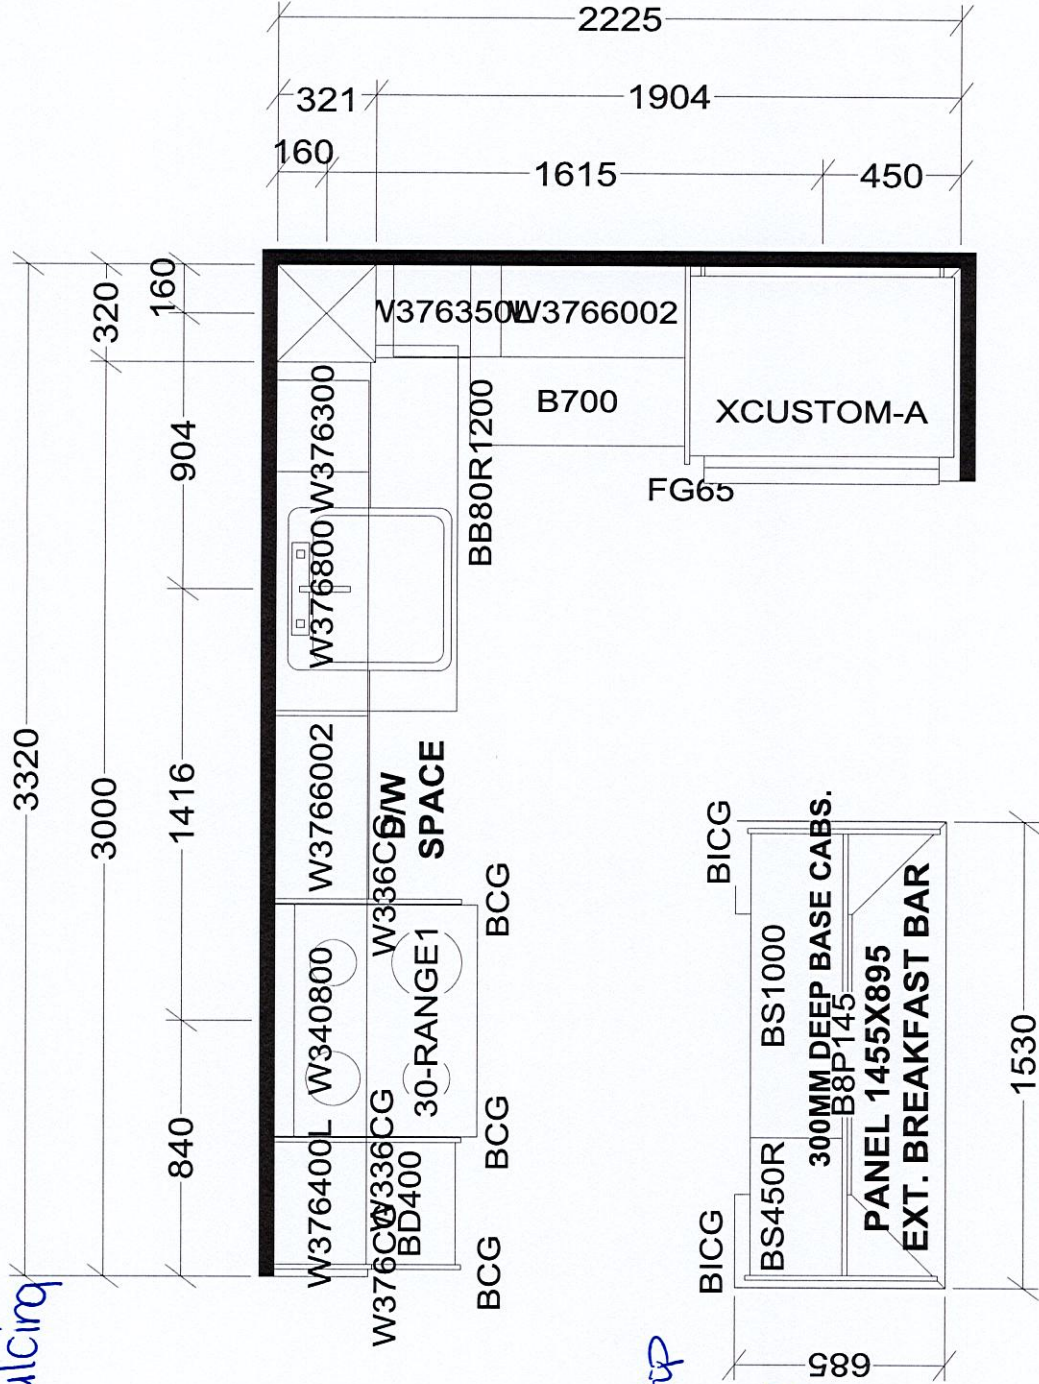 2225
321
1904
160
1615
450
3320
3000
320
160
904
1416
840
W376350L
W3766002
B700
XCUSTOM-A
FG65
W376300
BB80R1200
W376800
W3766002
D/W
SPACE
W336CG
BCG
W340800
30-RANGE1
BCG
W376400L
W336CG
W376CG
BD400
BCG
BICG
BS1000
300MM DEEP BASE CABS.
B8P145
PANEL 1455X895
EXT. BREAKFAST BAR
BS450R
BICG
1530
685